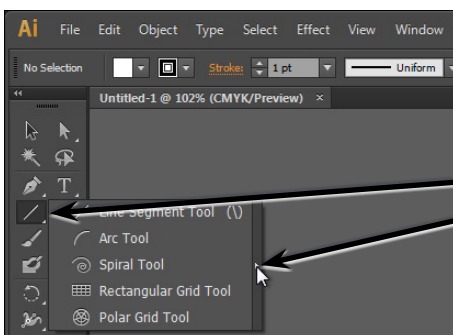 Ai File Edit Object Type Select Effect View Window
No Selection Stroke: 1 pt Uniform
Untitled-1 @ 102% (CMYK/Preview) ×
T
Line Segment Tool (\)
Arc Tool
Spiral Tool
Rectangular Grid Tool
Polar Grid Tool